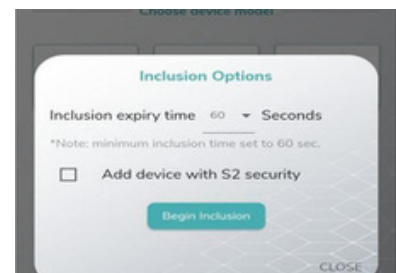 Choose device model
Inclusion Options
Inclusion expiry time 60 Seconds
*Note: minimum inclusion time set to 60 sec.
Add device with S2 security
Begin Inclusion
CLOSE